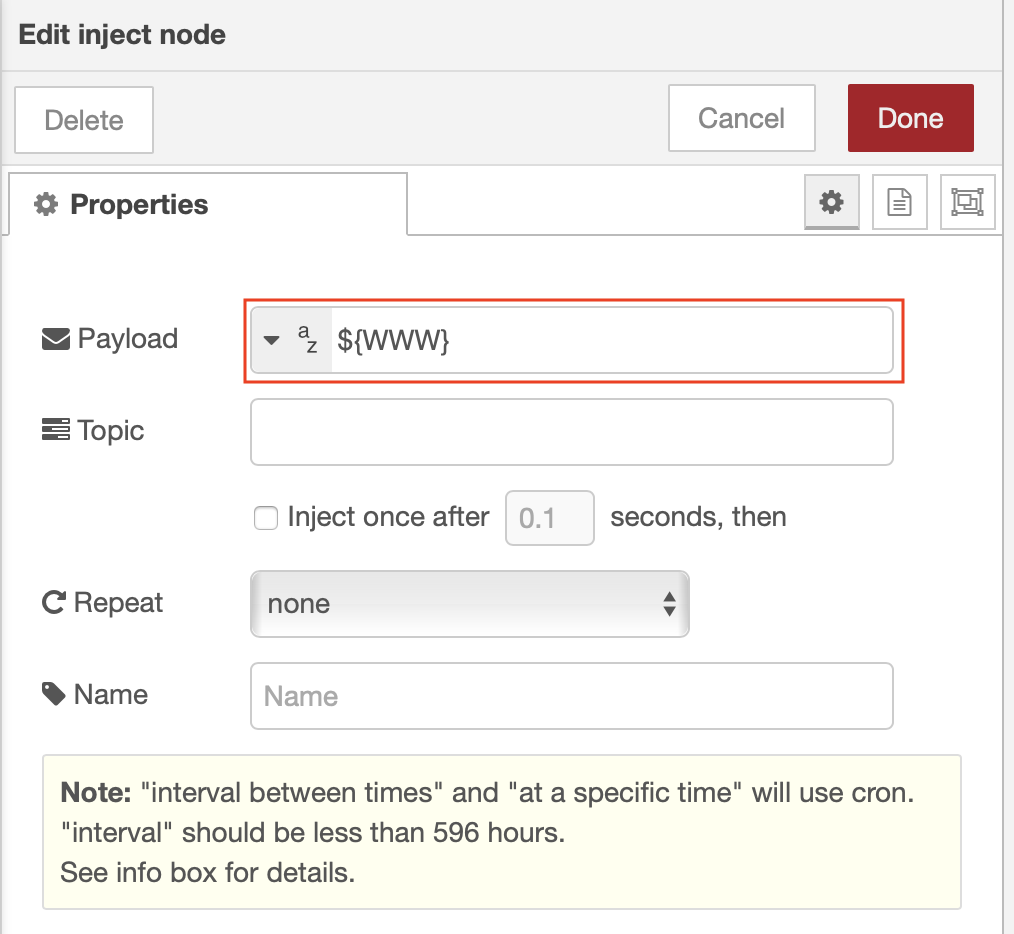 Edit inject node
Delete Cancel Done
Properties
Payload az ${WWW}
Topic
Inject once after 0.1 seconds, then
Repeat none
Name Name
Note: "interval between times" and "at a specific time" will use cron.
"interval" should be less than 596 hours.
See info box for details.